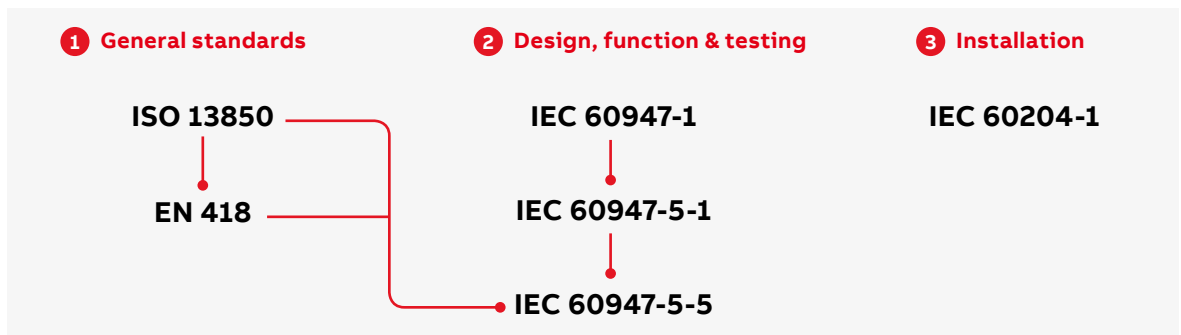 1 General standards
ISO 13850
EN 418
2 Design, function & testing
IEC 60947-1
IEC 60947-5-1
IEC 60947-5-5
3 Installation
IEC 60204-1